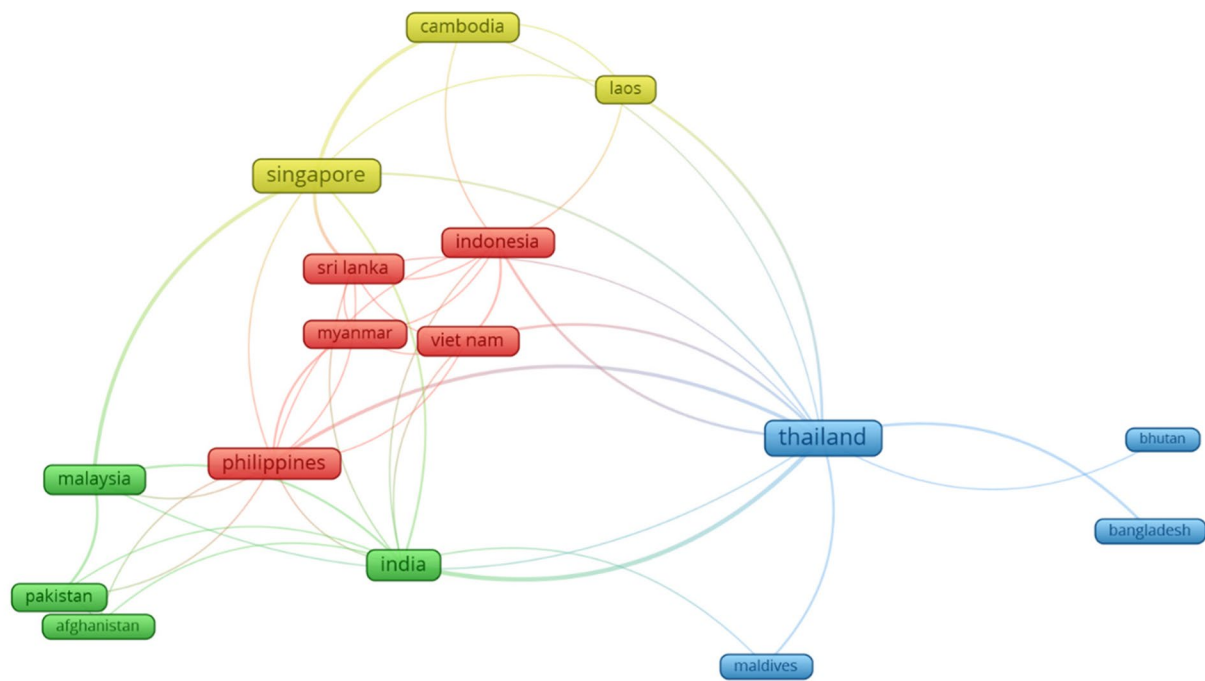 cambodia
laos
singapore
indonesia
sri lanka
myanmar
viet nam
thailand
bhutan
philippines
malaysia
bangladesh
india
pakistan
afghanistan
maldives